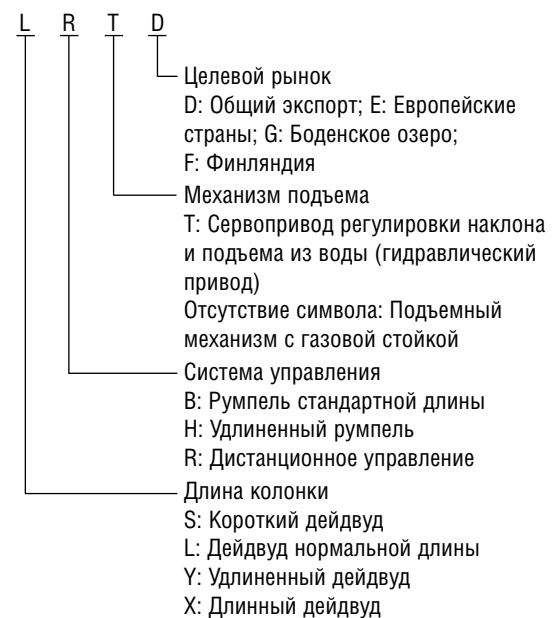 L R T D
Целевой рынок
D: Общий экспорт; E: Европейские
страны; G: Боденское озеро;
F: Финляндия
Механизм подъема
T: Сервопривод регулировки наклона
и подъема из воды (гидравлический
привод)
Отсутствие символа: Подъемный
механизм с газовой стойкой
Система управления
B: Румпель стандартной длины
H: Удлиненный румпель
R: Дистанционное управление
Длина колонки
S: Короткий дейдвуд
L: Дейдвуд нормальной длины
Y: Удлиненный дейдвуд
X: Длинный дейдвуд